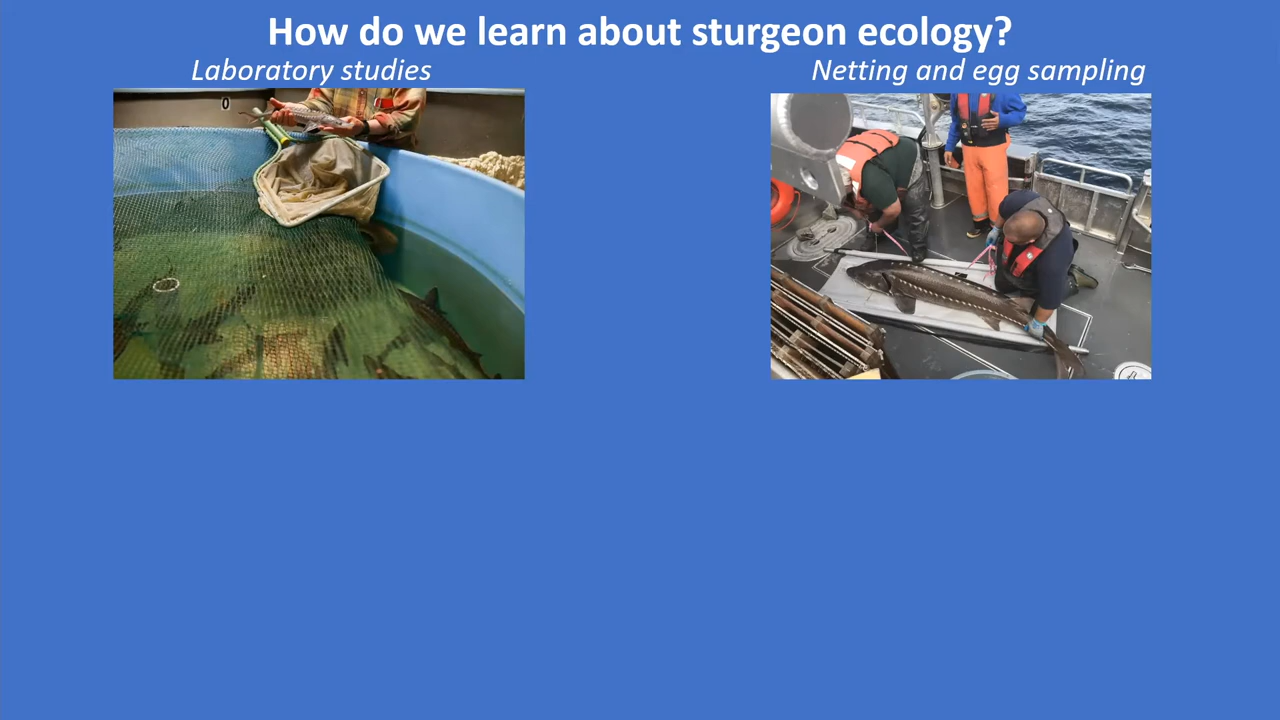 How do we learn about sturgeon ecology?
Laboratory studies
Netting and egg sampling